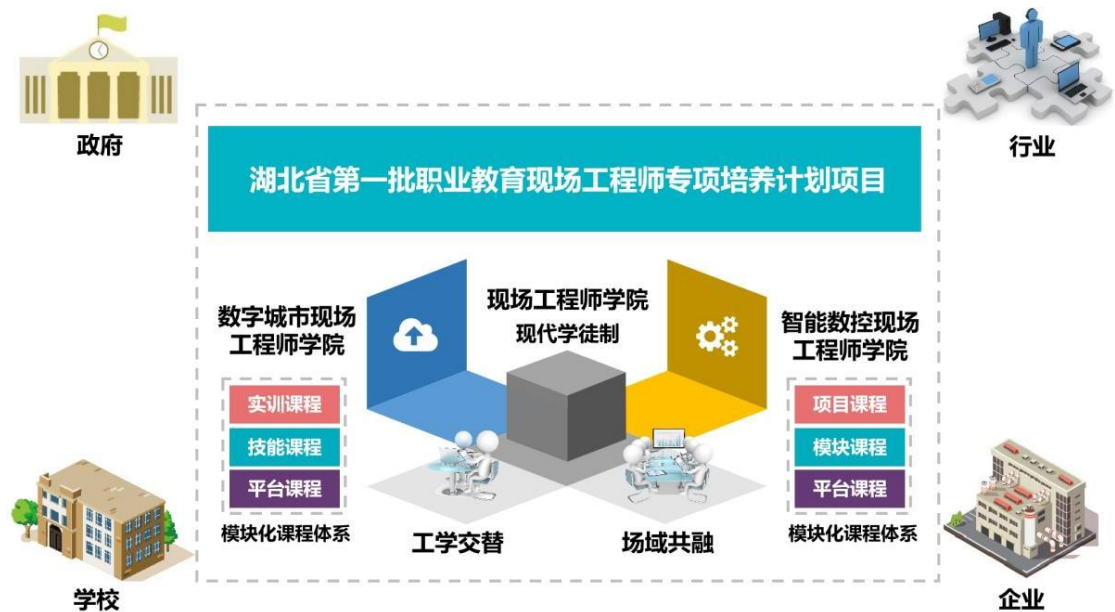 政府
行业
湖北省第一批职业教育现场工程师专项培养计划项目
数字城市现场
工程师学院
现场工程师学院
现代学徒制
智能数控现场
工程师学院
实训课程
技能课程
平台课程
模块化课程体系
项目课程
模块课程
平台课程
模块化课程体系
工学交替
场域共融
学校
企业